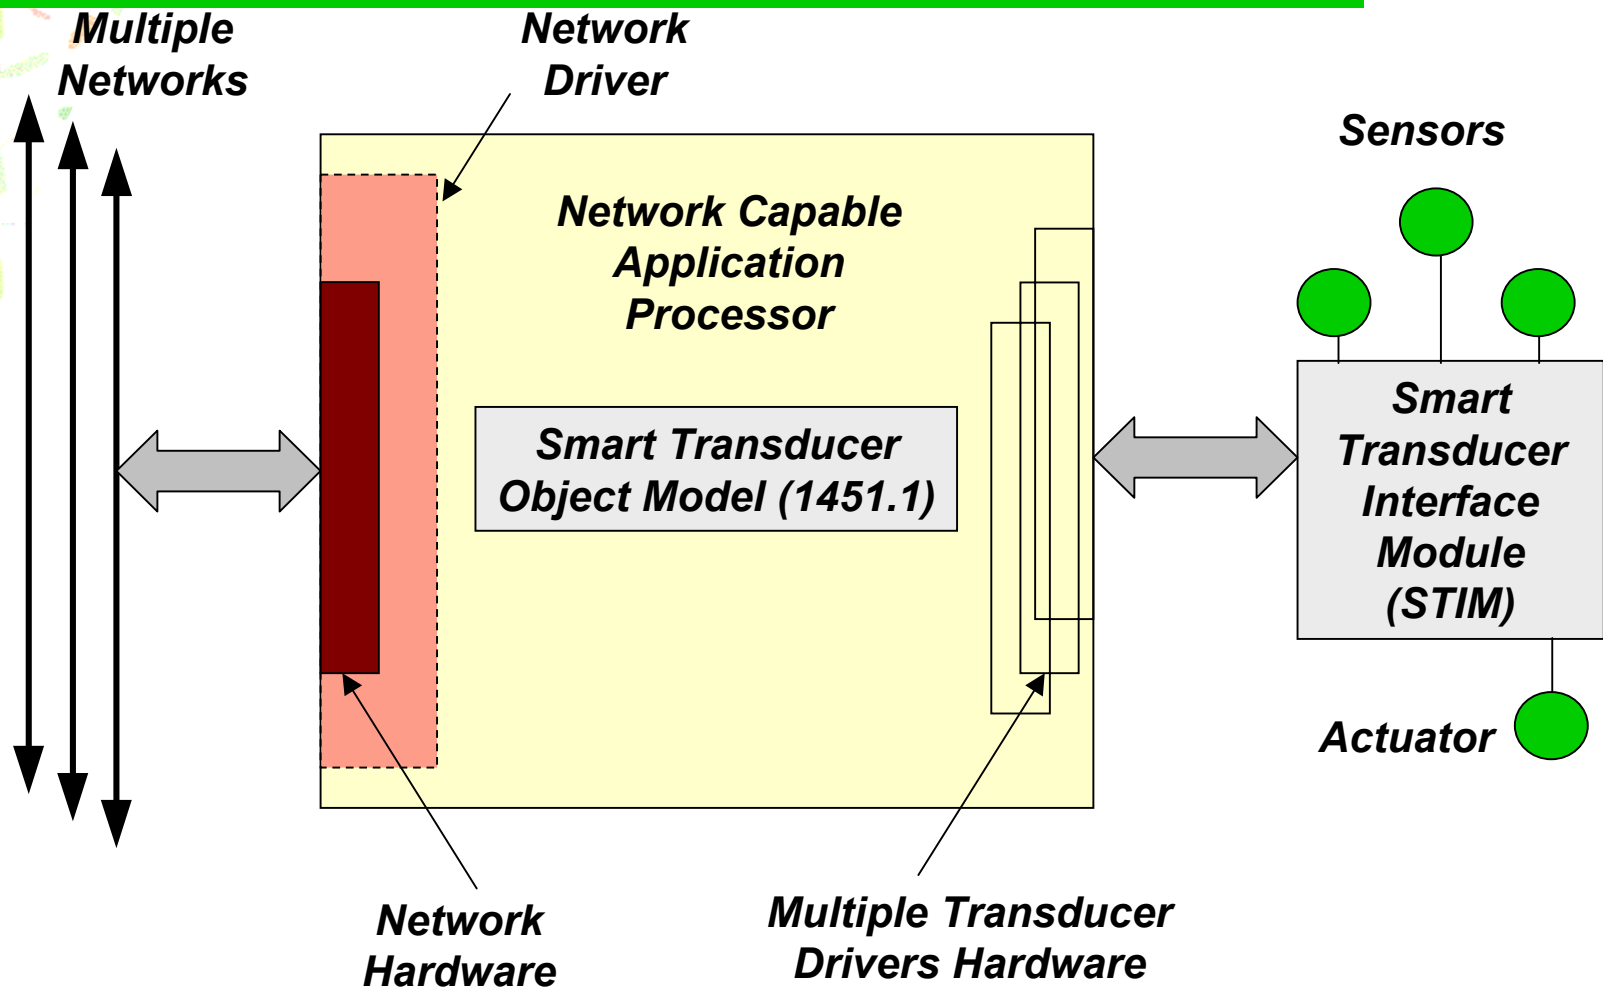 Multiple
Networks
Network
Driver
Sensors
Network Capable
Application
Processor
Smart Transducer
Object Model (1451.1)
Smart
Transducer
Interface
Module
(STIM)
Actuator
Network
Hardware
Multiple Transducer
Drivers Hardware